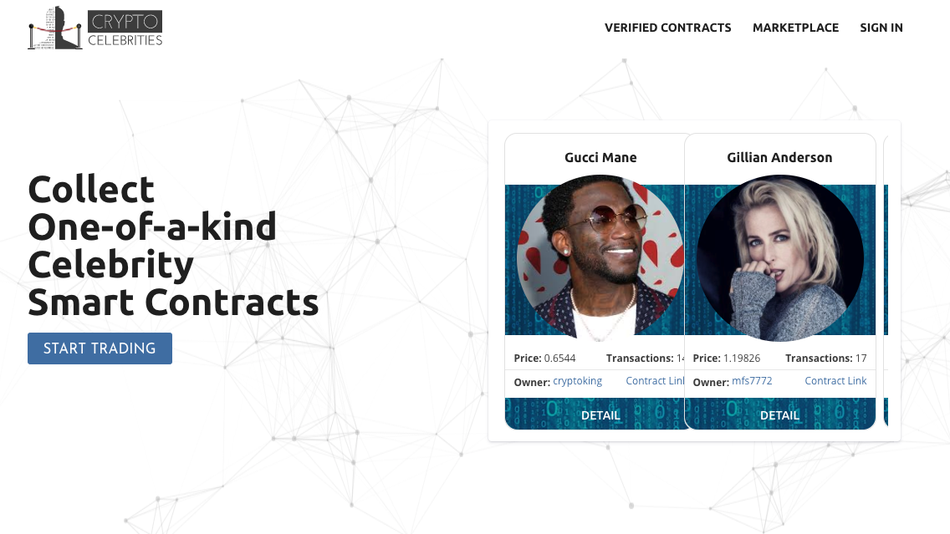 CRYPTO
CELEBRITIES
VERIFIED CONTRACTS MARKETPLACE SIGN IN
Collect
One-of-a-kind
Celebrity
Smart Contracts
START TRADING
Gucci Mane
Price: 0.6544 Transactions: 14
Owner: cryptoking Contract Link
DETAIL
Gillian Anderson
Price: 1.19826 Transactions: 17
Owner: mfs7772 Contract Link
DETAIL